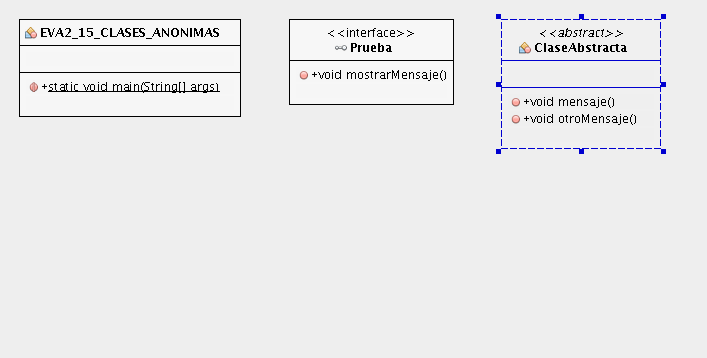 EVA2_15_CLASES_ANONIMAS
+static void main(String[] args)
<<interface>>
Prueba
+void mostrarMensaje()
<<abstract>>
ClaseAbstracta
+void mensaje()
+void otroMensaje()